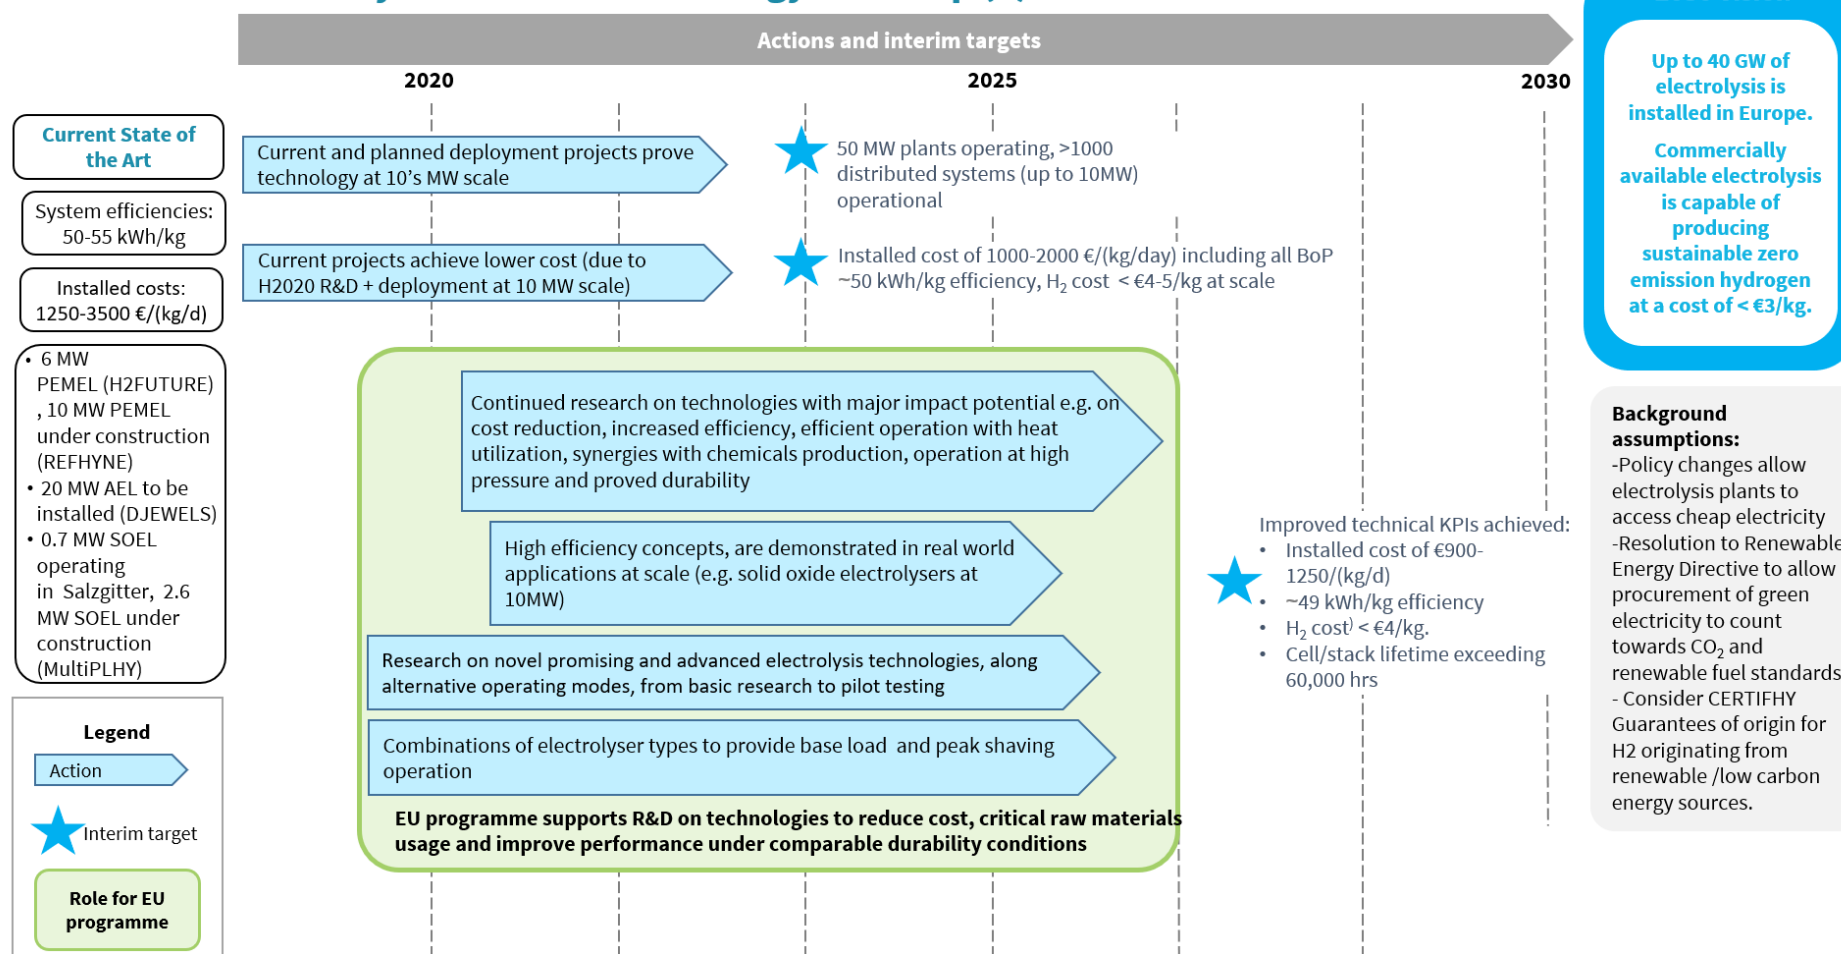 Actions and interim targets
2020
2025
2030
Current State of
the Art
System efficiencies:
50-55 kWh/kg
Installed costs:
1250-3500 €/(kg/d)
• 6 MW
PEMEL (H2FUTURE)
, 10 MW PEMEL
under construction
(REFHYNE)
• 20 MW AEL to be
installed (DJEWELS)
• 0.7 MW SOEL
operating
in Salzgitter, 2.6
MW SOEL under
construction
(MultiPLHY)
Legend
Action
Interim target
Role for EU
programme
Current and planned deployment projects prove
technology at 10's MW scale
50 MW plants operating, >1000
distributed systems (up to 10MW)
operational
Current projects achieve lower cost (due to
H2020 R&D + deployment at 10 MW scale)
Installed cost of 1000-2000 €/(kg/day) including all BoP
~50 kWh/kg efficiency, H₂ cost < €4-5/kg at scale
Continued research on technologies with major impact potential e.g. on
cost reduction, increased efficiency, efficient operation with heat
utilization, synergies with chemicals production, operation at high
pressure and proved durability
High efficiency concepts, are demonstrated in real world
applications at scale (e.g. solid oxide electrolysers at
10MW)
Research on novel promising and advanced electrolysis technologies, along
alternative operating modes, from basic research to pilot testing
Combinations of electrolyser types to provide base load and peak shaving
operation
EU programme supports R&D on technologies to reduce cost, critical raw materials
usage and improve performance under comparable durability conditions
Improved technical KPIs achieved:
• Installed cost of €900-
1250/(kg/d)
• ~49 kWh/kg efficiency
• H₂ cost⁾ < €4/kg.
• Cell/stack lifetime exceeding
60,000 hrs
Up to 40 GW of
electrolysis is
installed in Europe.
Commercially
available electrolysis
is capable of
producing
sustainable zero
emission hydrogen
at a cost of < €3/kg.
Background
assumptions:
-Policy changes allow
electrolysis plants to
access cheap electricity
-Resolution to Renewable
Energy Directive to allow
procurement of green
electricity to count
towards CO₂ and
renewable fuel standards
- Consider CERTIFHY
Guarantees of origin for
H2 originating from
renewable /low carbon
energy sources.